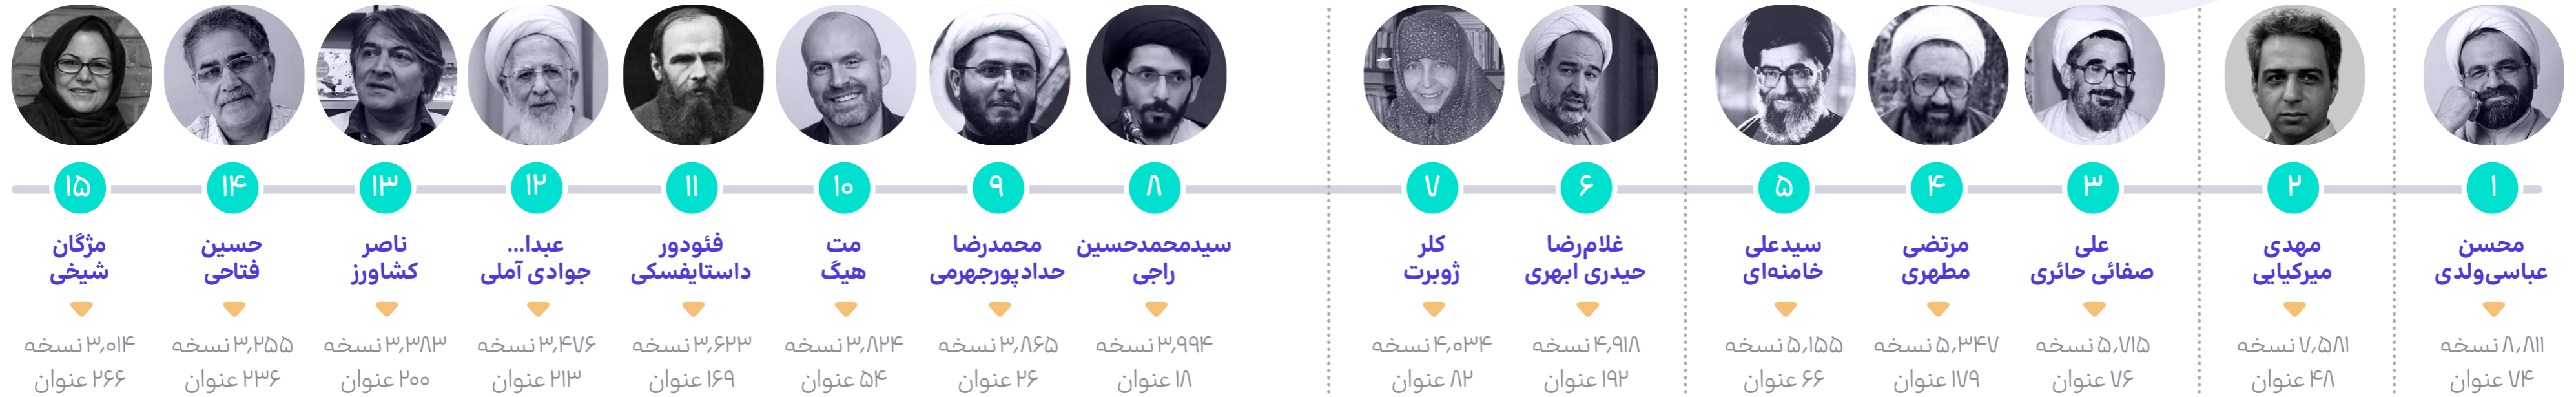 ۱
محسن
عباسی‌ولدی
۸٫۸۱۱ نسخه
۷۴ عنوان
۲
مهدی
میرکیایی
۷٫۵۸۱ نسخه
۴۸ عنوان
۳
علی
صفائی حائری
۵٫۷۱۵ نسخه
۷۶ عنوان
۴
مرتضی
مطهری
۵٫۳۴۷ نسخه
۱۷۹ عنوان
۵
سیدعلی
خامنه‌ای
۵٫۱۵۵ نسخه
۶۶ عنوان
۶
غلام‌رضا
حیدری ابهری
۴٫۹۱۸ نسخه
۱۹۲ عنوان
۷
کلر
ژوبرت
۴٫۰۳۴ نسخه
۸۲ عنوان
۸
سیدمحمدحسین
راجی
۳٫۹۹۴ نسخه
۱۸ عنوان
۹
محمدرضا
حدادپورجهرمی
۳٫۸۶۵ نسخه
۲۶ عنوان
۱۰
مت
هیگ
۳٫۸۲۴ نسخه
۵۴ عنوان
۱۱
فئودور
داستایفسکی
۳٫۶۲۳ نسخه
۱۶۹ عنوان
۱۲
عبدا...
جوادی آملی
۳٫۴۷۶ نسخه
۲۱۳ عنوان
۱۳
ناصر
کشاورز
۳٫۳۸۳ نسخه
۲۰۰ عنوان
۱۴
حسین
فتاحی
۳٫۲۵۵ نسخه
۲۳۶ عنوان
۱۵
مژگان
شیخی
۳٫۰۱۴ نسخه
۲۶۶ عنوان